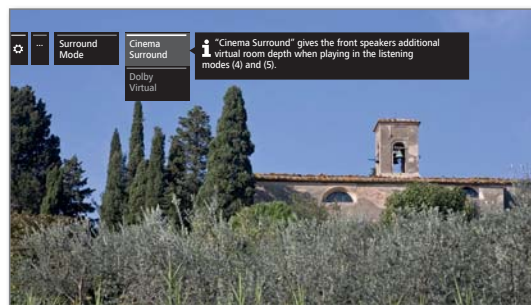 ...
Surround
Mode
Cinema
Surround
Dolby
Virtual
“Cinema Surround” gives the front speakers additional
virtual room depth when playing in the listening
modes (4) and (5).